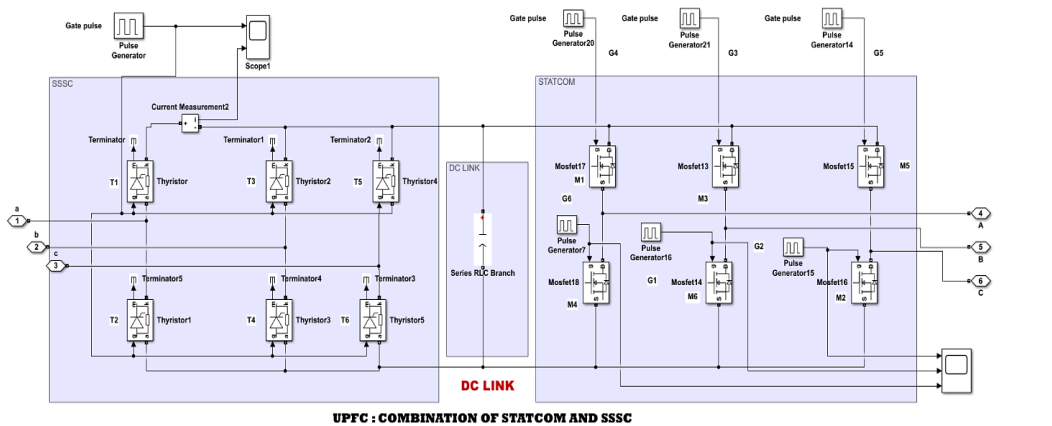 Gate pulse
Pulse
Generator
Scope1
Gate pulse
Pulse
Generator20
G4
Gate pulse
Pulse
Generator21
G3
Gate pulse
Pulse
Generator14
G5
SSSC
Current Measurement2
Terminator
Terminator1
Terminator2
T1
Thyristor
T3
Thyristor2
T5
Thyristor4
a
1
b
2
c
3
Terminator5
Terminator4
Terminator3
T2
Thyristor1
T4
Thyristor3
T6
Thyristor5
DC LINK
Series RLC Branch
DC LINK
STATCOM
Mosfet17
M1
Mosfet13
M3
Mosfet15
M5
G6
Pulse
Generator7
Pulse
Generator16
G2
Pulse
Generator15
G1
Mosfet18
M4
Mosfet14
M6
Mosfet16
M2
4
A
5
B
6
C
UPFC : COMBINATION OF STATCOM AND SSSC